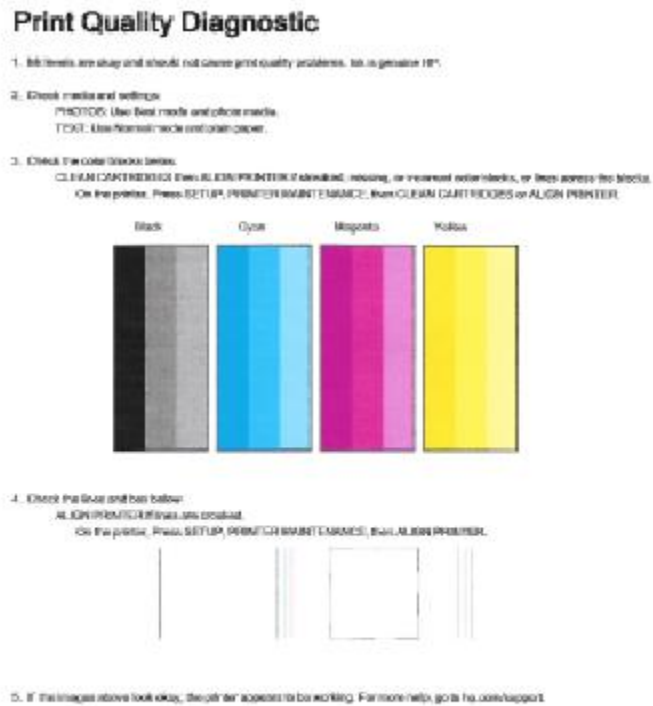 Print Quality Diagnostic
1. Ink levels are okay and should not cause print quality problems. Ink is genuine HP.
2. Check media and settings
PHOTOS: Use Best mode and photo media.
TEXT: Use Normal mode and plain paper.
3. Check the color blocks below.
CLEAN CARTRIDGES then ALIGN PRINTER if missing, or color blocks, or lines across the blocks.
On the printer, Press SETUP, PRINTER MAINTENANCE, then CLEAN CARTRIDGES or ALIGN PRINTER.
Black Cyan Magenta Yellow
4. Check the lines and box below
ALIGN PRINTER if lines are crooked.
On the printer, Press SETUP, PRINTER MAINTENANCE, then ALIGN PRINTER.
5. If the images above look okay, the printer appears to be working. For more help, go to hp.com/support.